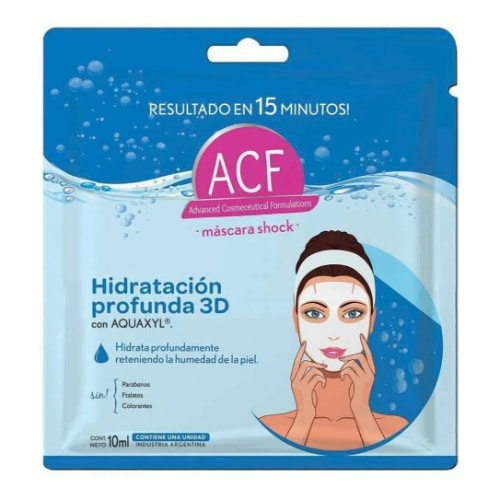 RESULTADO EN 15 MINUTOS!
ACF
Advanced Cosmeceutical Formulations
· máscara shock ·
Hidratación
profunda 3D
con AQUAXYL®.
Hidrata profundamente
reteniendo la humedad de la piel.
sin!
Parabenos
Ftalatos
Colorantes
CONT. NETO 10ml
CONTIENE UNA UNIDAD
INDUSTRIA ARGENTINA